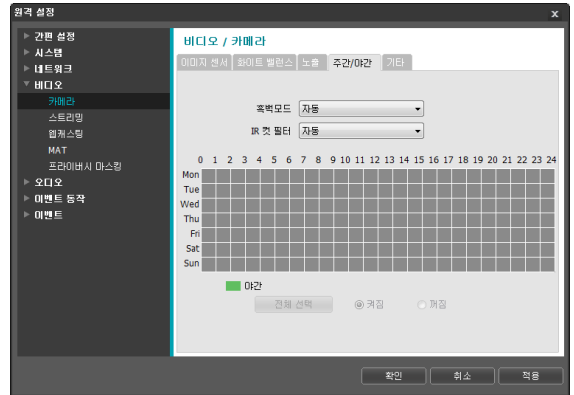 원격 설정 x
간편 설정
시스템
네트워크
비디오
카메라
스트리밍
웹캐스팅
MAT
프라이버시 마스킹
오디오
이벤트 동작
이벤트
비디오 / 카메라
이미지 센서 화이트 밸런스 노출 주간/야간 기타
흑백모드 자동
IR 컷 필터 자동
0 1 2 3 4 5 6 7 8 9 10 11 12 13 14 15 16 17 18 19 20 21 22 23 24
Mon
Tue
Wed
Thu
Fri
Sat
Sun
야간
전체 선택 켜짐 꺼짐
확인 취소 적용